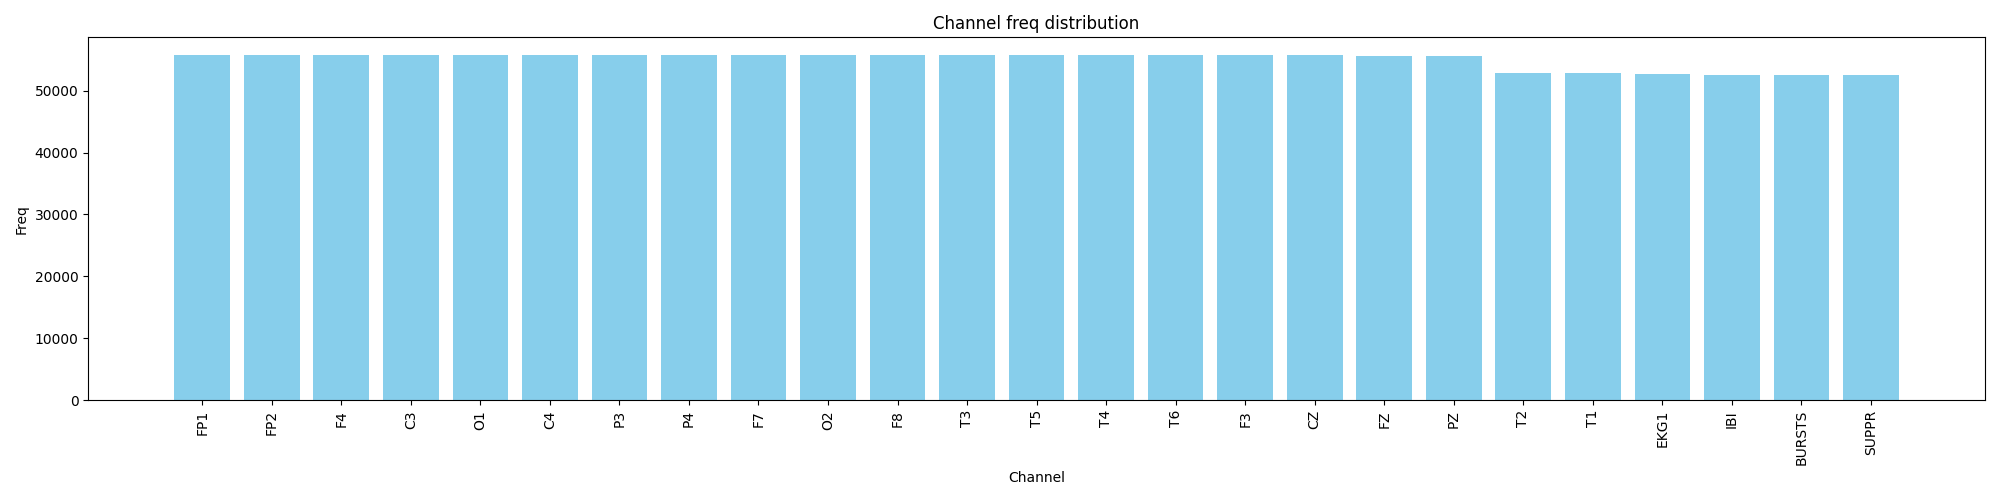 Channel freq distribution
Freq
50000
40000
30000
20000
10000
0
FP1 FP2 F4 C3 O1 C4 P3 P4 F7 O2 F8 T3 T5 T4 T6 F3 CZ FZ PZ T2 T1 EKG1 IBI BURSTS SUPPR
Channel